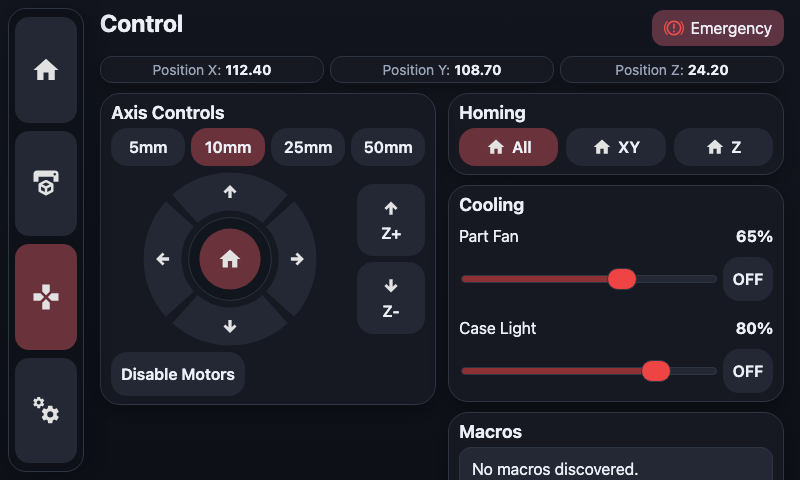 Control
Emergency
Position X: 112.40
Position Y: 108.70
Position Z: 24.20
Axis Controls
5mm
10mm
25mm
50mm
Z+
Z-
Disable Motors
Homing
All
XY
Z
Cooling
Part Fan
65%
OFF
Case Light
80%
OFF
Macros
No macros discovered.